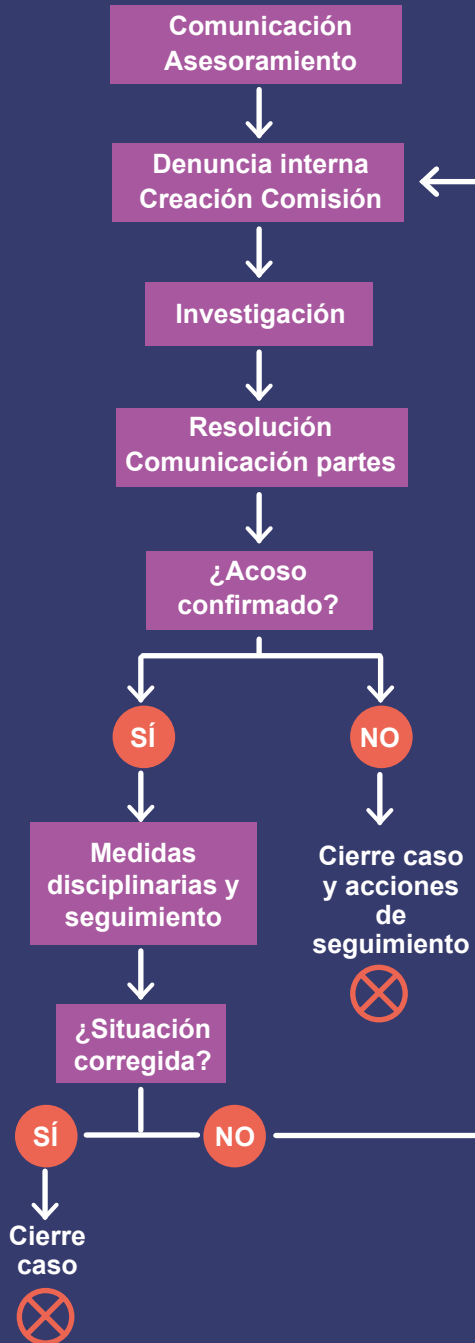 Comunicación
Asesoramiento
Denuncia interna
Creación Comisión
Investigación
Resolución
Comunicación partes
¿Acoso
confirmado?
SÍ
NO
Medidas
disciplinarias y
seguimiento
Cierre caso
y acciones
de
seguimiento
¿Situación
corregida?
SÍ
NO
Cierre
caso